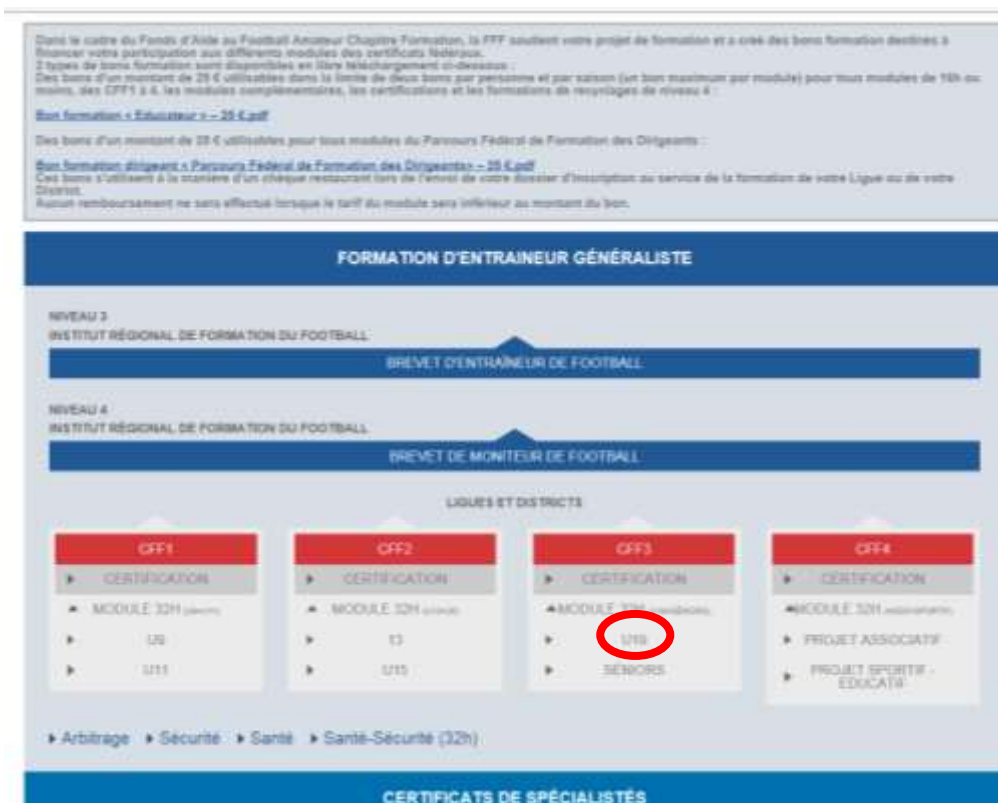 Dans le cadre du Fonds d'Aide au Football Amateur Chapitre Formation, la FFF soutient votre projet de formation et a créé des bons formation destinés à
financer votre participation aux différents modules des certificats fédéraux.
2 types de bons formation sont disponibles en libre téléchargement ci-dessous :
Des bons d'un montant de 25 € utilisables dans la limite de deux bons par personne et par saison (un bon maximum par module) pour tous modules de 16h ou
moins, des CFF1 à 4, les modules complémentaires, les certifications et les formations de recyclages de niveau 4 :
Bon formation « Educateur » – 25 €.pdf
Des bons d'un montant de 25 € utilisables pour tous modules du Parcours Fédéral de Formation des Dirigeants :
Bon formation dirigeant « Parcours Fédéral de Formation des Dirigeants» – 25 €.pdf
Ces bons s'utilisent à la manière d'un chèque restaurant lors de l'envoi de votre dossier d'inscription au service de la formation de votre Ligue ou de votre
District.
Aucun remboursement ne sera effectué lorsque le tarif du module sera inférieur au montant du bon.
FORMATION D'ENTRAINEUR GÉNÉRALISTE
NIVEAU 3
INSTITUT RÉGIONAL DE FORMATION DU FOOTBALL
BREVET D'ENTRAÎNEUR DE FOOTBALL
NIVEAU 4
INSTITUT RÉGIONAL DE FORMATION DU FOOTBALL
BREVET DE MONITEUR DE FOOTBALL
LIGUES ET DISTRICTS
CFF1 CFF2 CFF3 CFF4
CERTIFICATION CERTIFICATION CERTIFICATION CERTIFICATION
MODULE 32H MODULE 32H MODULE 32H MODULE 32H
U9 13 U19 PROJET ASSOCIATIF
U11 U15 SENIORS PROJET SPORTIF -
EDUCATIF
Arbitrage Sécurité Santé Santé-Sécurité (32h)
CERTIFICATS DE SPÉCIALISTES